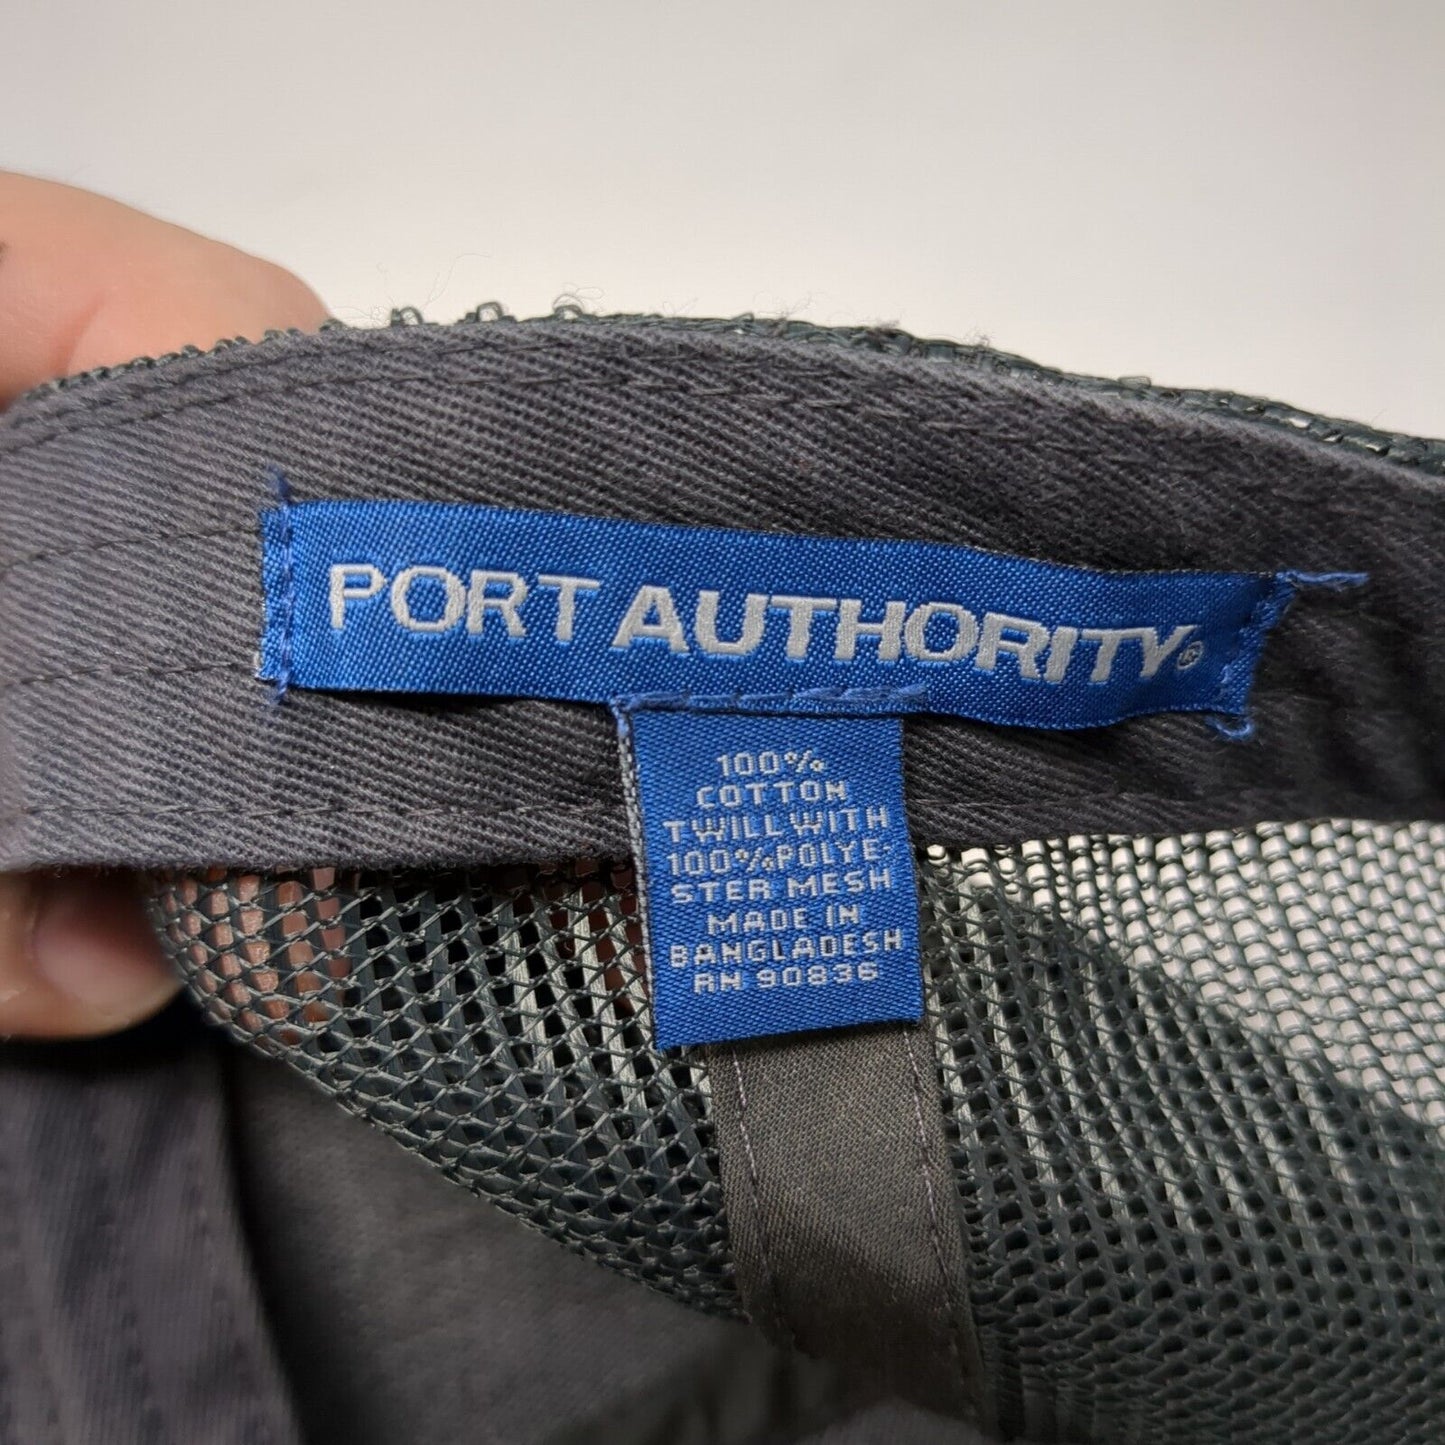 PORT AUTHORITY®
100%
COTTON
TWILL WITH
100% POLYE-
STER MESH
MADE IN
BANGLADESH
RN 90836